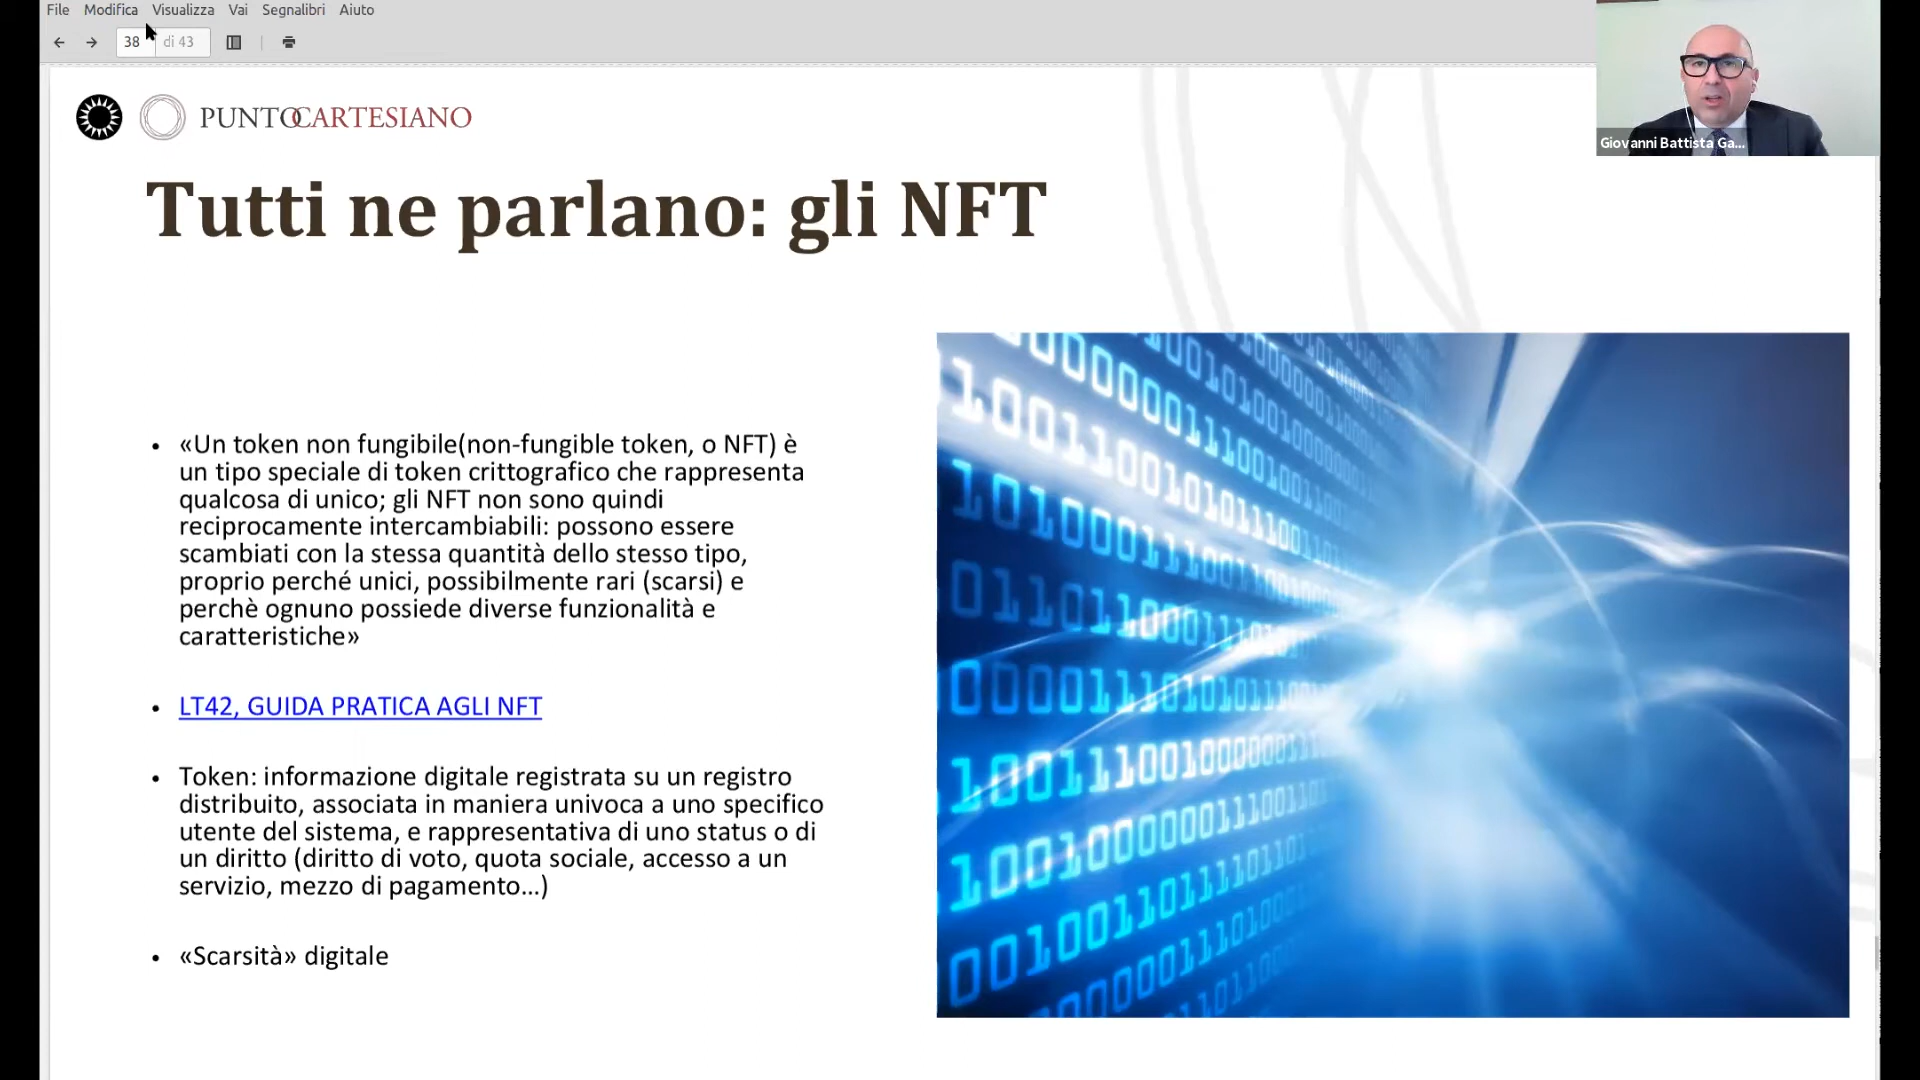 File Modifica Visualizza Vai Segnalibri Aiuto
38 di 43
PUNTOCARTESIANO
Giovanni Battista Ga...
Tutti ne parlano: gli NFT
• «Un token non fungibile(non-fungible token, o NFT) è
un tipo speciale di token crittografico che rappresenta
qualcosa di unico; gli NFT non sono quindi
reciprocamente intercambiabili: possono essere
scambiati con la stessa quantità dello stesso tipo,
proprio perché unici, possibilmente rari (scarsi) e
perchè ognuno possiede diverse funzionalità e
caratteristiche»
• LT42, GUIDA PRATICA AGLI NFT
• Token: informazione digitale registrata su un registro
distribuito, associata in maniera univoca a uno specifico
utente del sistema, e rappresentativa di uno status o di
un diritto (diritto di voto, quota sociale, accesso a un
servizio, mezzo di pagamento...)
• «Scarsità» digitale